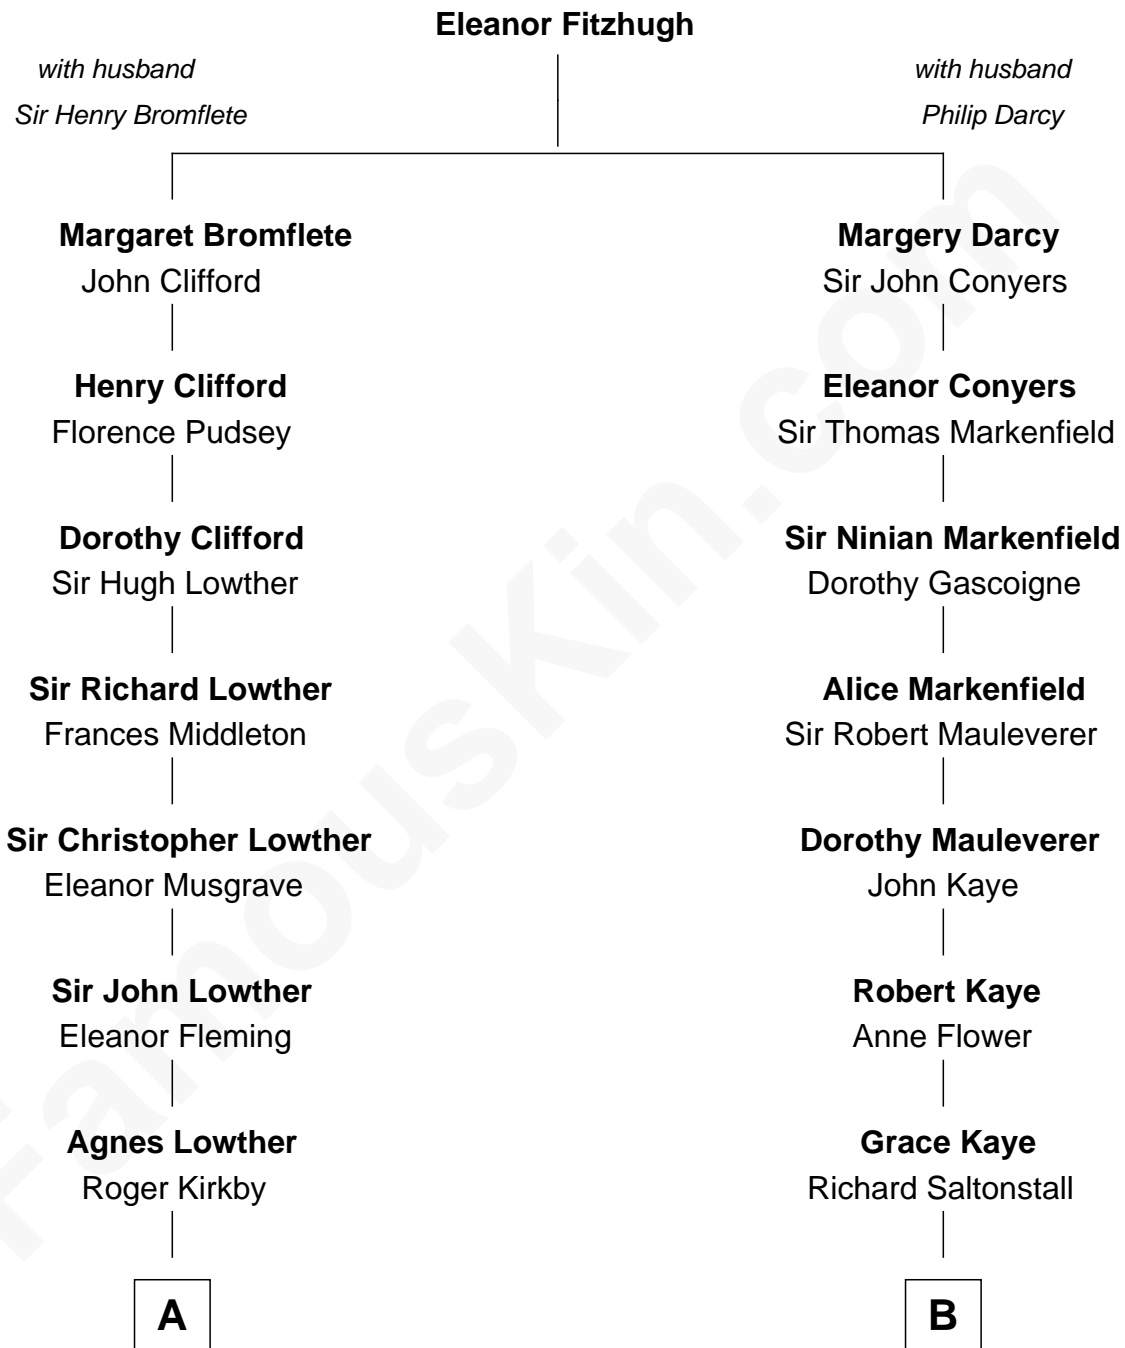 Eleanor Fitzhugh
with husband
Sir Henry Bromflete
with husband
Philip Darcy
Margaret Bromflete
John Clifford
Margery Darcy
Sir John Conyers
Henry Clifford
Florence Pudsey
Eleanor Conyers
Sir Thomas Markenfield
Dorothy Clifford
Sir Hugh Lowther
Sir Ninian Markenfield
Dorothy Gascoigne
Sir Richard Lowther
Frances Middleton
Alice Markenfield
Sir Robert Mauleverer
Sir Christopher Lowther
Eleanor Musgrave
Dorothy Mauleverer
John Kaye
Sir John Lowther
Eleanor Fleming
Robert Kaye
Anne Flower
Agnes Lowther
Roger Kirkby
Grace Kaye
Richard Saltonstall
A
B
FamousKin.com